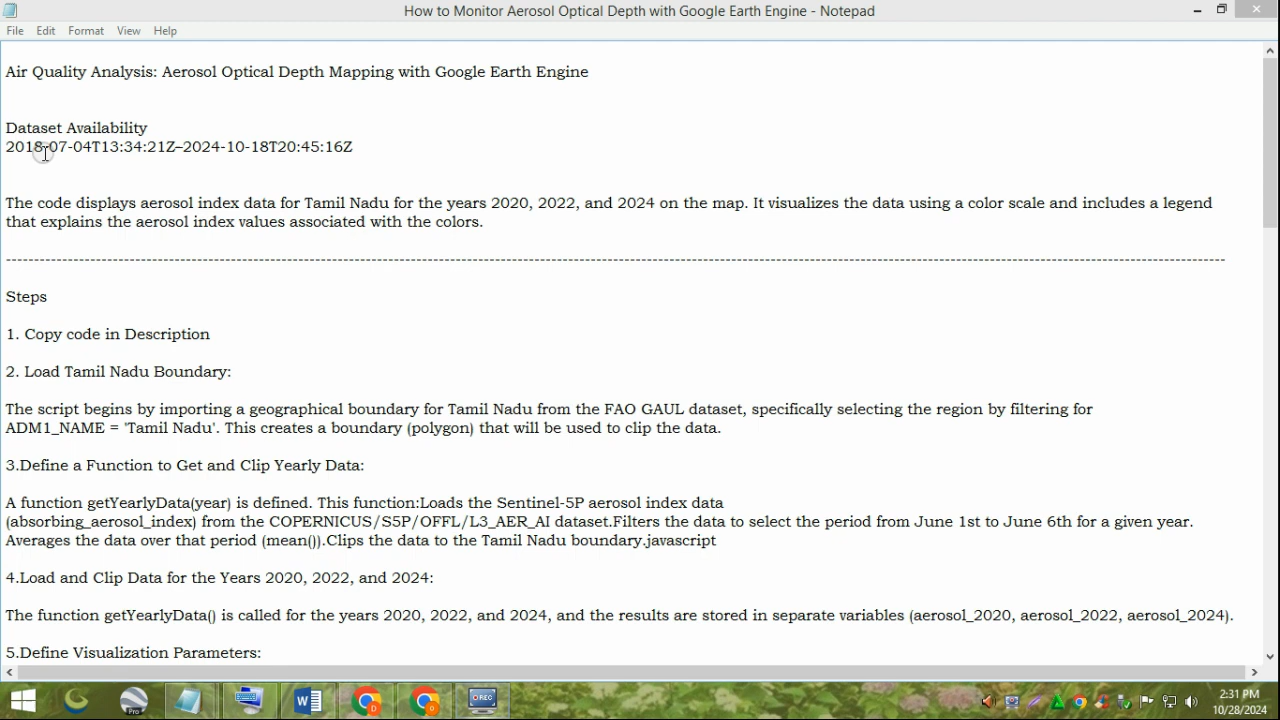 How to Monitor Aerosol Optical Depth with Google Earth Engine - Notepad
File Edit Format View Help
Air Quality Analysis: Aerosol Optical Depth Mapping with Google Earth Engine
Dataset Availability
2018-07-04T13:34:21Z–2024-10-18T20:45:16Z
The code displays aerosol index data for Tamil Nadu for the years 2020, 2022, and 2024 on the map. It visualizes the data using a color scale and includes a legend
that explains the aerosol index values associated with the colors.
-----------------------------------------------------------------------------------------------------------------------------------------------------------
Steps
1. Copy code in Description
2. Load Tamil Nadu Boundary:
The script begins by importing a geographical boundary for Tamil Nadu from the FAO GAUL dataset, specifically selecting the region by filtering for
ADM1_NAME = 'Tamil Nadu'. This creates a boundary (polygon) that will be used to clip the data.
3.Define a Function to Get and Clip Yearly Data:
A function getYearlyData(year) is defined. This function:Loads the Sentinel-5P aerosol index data
(absorbing_aerosol_index) from the COPERNICUS/S5P/OFFL/L3_AER_AI dataset.Filters the data to select the period from June 1st to June 6th for a given year.
Averages the data over that period (mean()).Clips the data to the Tamil Nadu boundary.javascript
4.Load and Clip Data for the Years 2020, 2022, and 2024:
The function getYearlyData() is called for the years 2020, 2022, and 2024, and the results are stored in separate variables (aerosol_2020, aerosol_2022, aerosol_2024).
5.Define Visualization Parameters:
Pro
REC
2:31 PM
10/28/2024